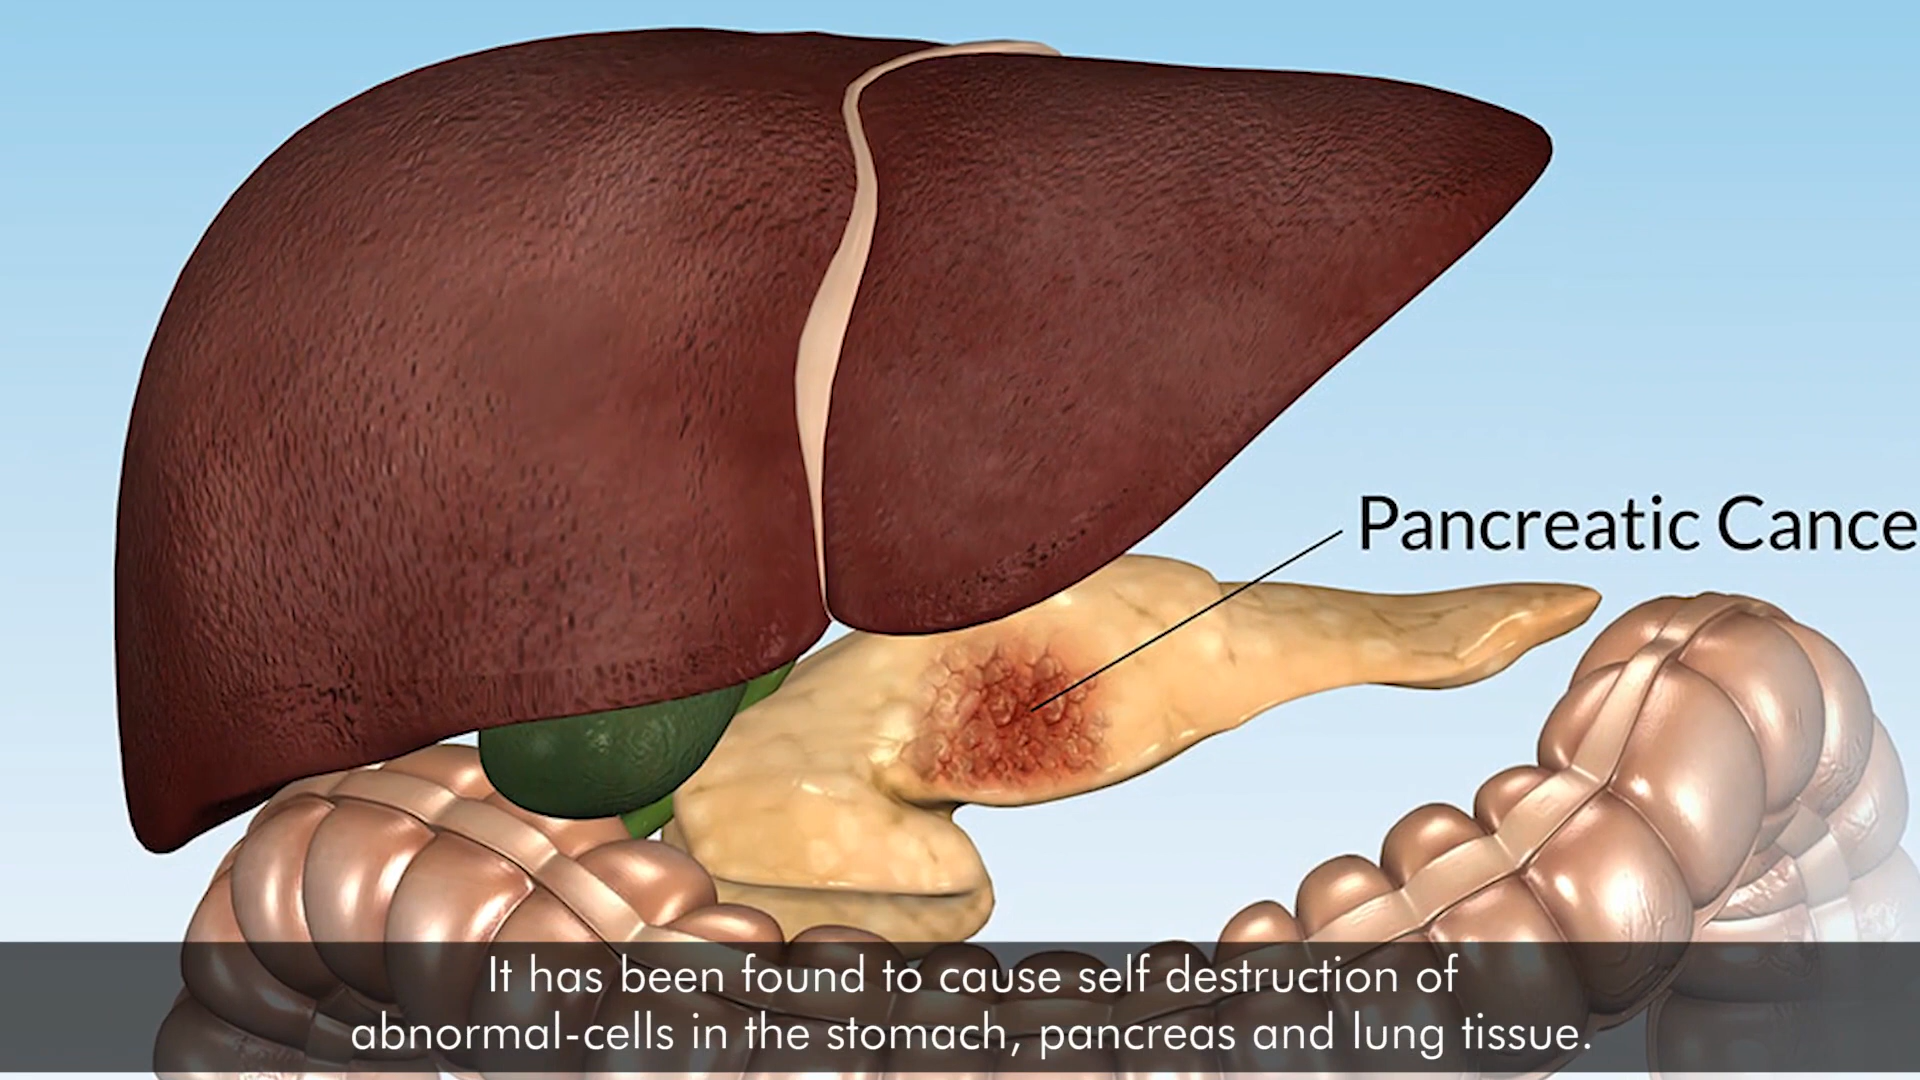 Pancreatic Cance
It has been found to cause self destruction of
abnormal-cells in the stomach, pancreas and lung tissue.